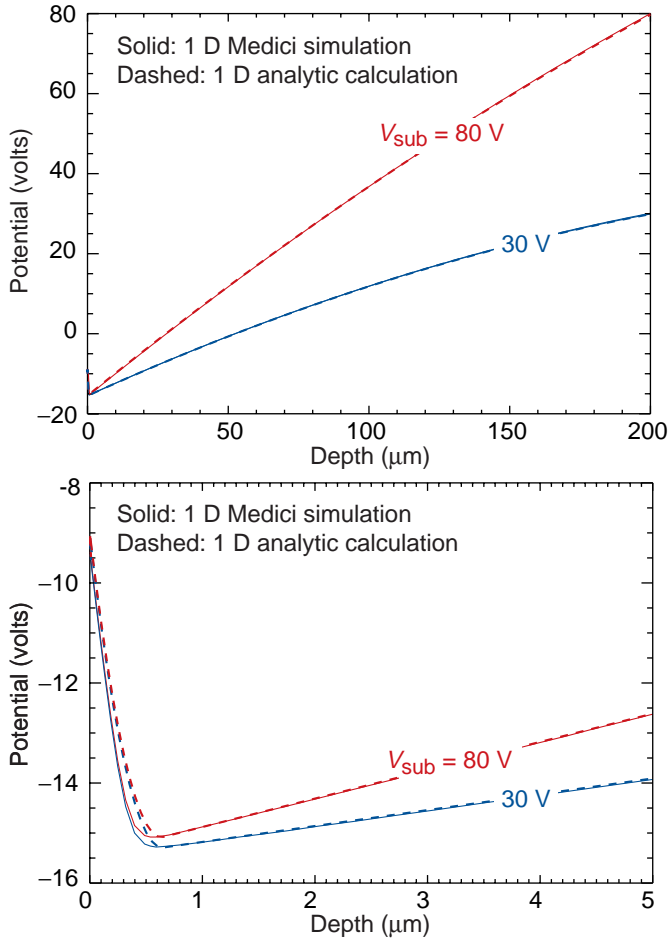 80
60
40
20
0
−20
Potential (volts)
Solid: 1 D Medici simulation
Dashed: 1 D analytic calculation
Vsub = 80 V
30 V
0 50 100 150 200
Depth (μm)
-8
−10
−12
−14
−16
Potential (volts)
Solid: 1 D Medici simulation
Dashed: 1 D analytic calculation
Vsub = 80 V
30 V
0 1 2 3 4 5
Depth (μm)